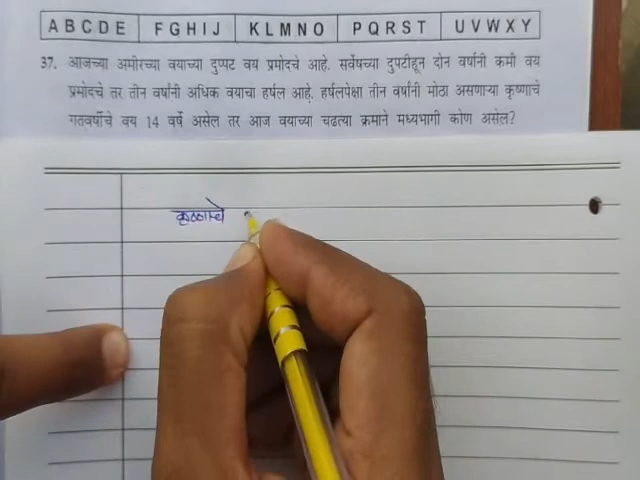 A B C D E F G H I J K L M N O P Q R S T U V W X Y
37. आजच्या अमीरच्या वयाच्या दुप्पट वय प्रमोदचे आहे. सर्वेषच्या दुपटीहून दोन वर्षांनी कमी वय
प्रमोदचे तर तीन वर्षांनी अधिक वयाचा हर्षल आहे. हर्षलपेक्षा तीन वर्षांनी मोठा असणाऱ्या कृष्णाचे
गतवर्षीचे वय 14 वर्षे असेल तर आज वयाच्या चढत्या क्रमाने मध्यभागी कोण असेल?
कृष्णाचे